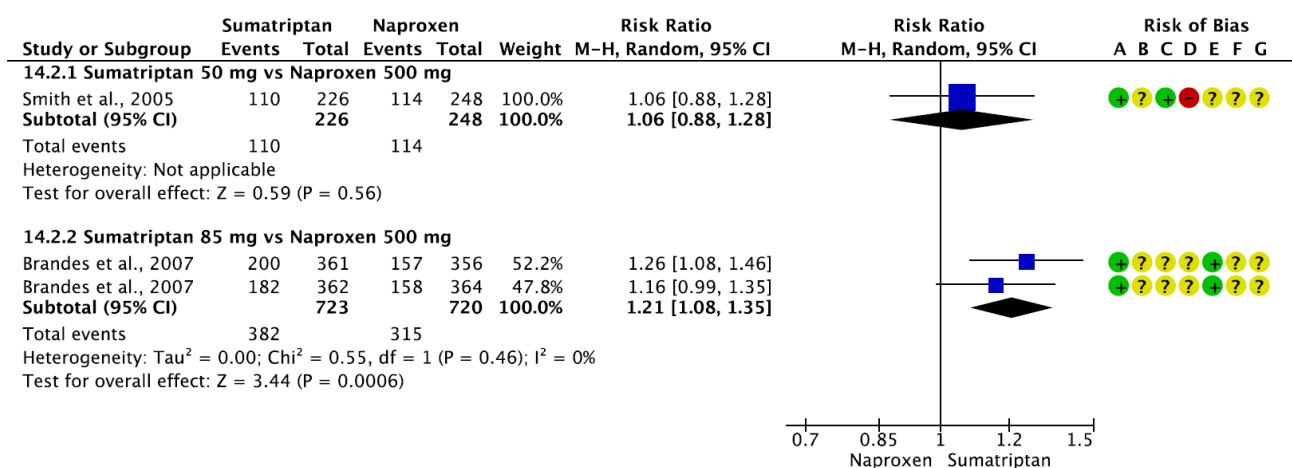 Sumatriptan Naproxen Risk Ratio Risk Ratio Risk of Bias
Study or Subgroup Events Total Events Total Weight M-H, Random, 95% CI M-H, Random, 95% CI A B C D E F G
14.2.1 Sumatriptan 50 mg vs Naproxen 500 mg
Smith et al., 2005 110 226 114 248 100.0% 1.06 [0.88, 1.28] + ? + - ? ? ?
Subtotal (95% CI) 226 248 100.0% 1.06 [0.88, 1.28]
Total events 110 114
Heterogeneity: Not applicable
Test for overall effect: Z = 0.59 (P = 0.56)
14.2.2 Sumatriptan 85 mg vs Naproxen 500 mg
Brandes et al., 2007 200 361 157 356 52.2% 1.26 [1.08, 1.46] + ? ? ? + ? ?
Brandes et al., 2007 182 362 158 364 47.8% 1.16 [0.99, 1.35] + ? ? ? + ? ?
Subtotal (95% CI) 723 720 100.0% 1.21 [1.08, 1.35]
Total events 382 315
Heterogeneity: Tau² = 0.00; Chi² = 0.55, df = 1 (P = 0.46); I² = 0%
Test for overall effect: Z = 3.44 (P = 0.0006)
0.7 0.85 1 1.2 1.5
Naproxen Sumatriptan